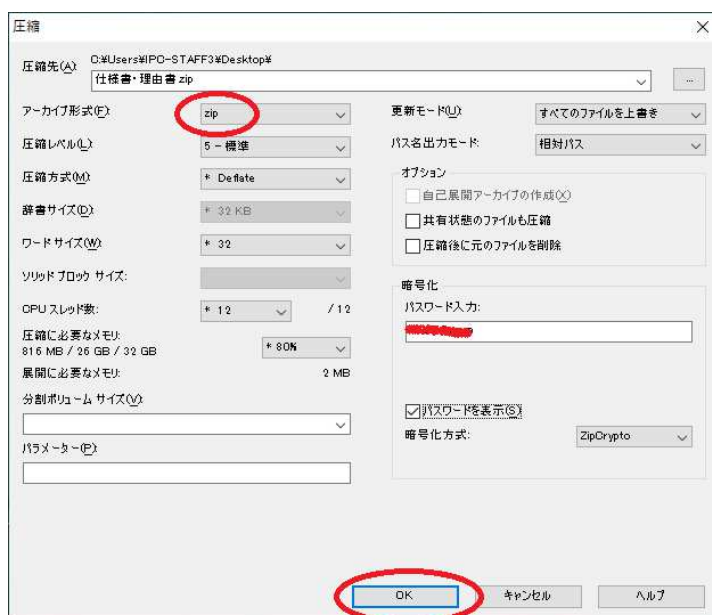 圧縮
圧縮先(A): C:¥Users¥IPO-STAFF3¥Desktop¥
仕様書・理由書.zip
...
アーカイブ形式(F): zip
圧縮レベル(L): 5 - 標準
圧縮方式(M): * Deflate
辞書サイズ(D): * 32 KB
ワード サイズ(W): * 32
ソリッド ブロック サイズ:
CPU スレッド数: * 12 / 12
圧縮に必要なメモリ:
816 MB / 26 GB / 32 GB * 80%
展開に必要なメモリ: 2 MB
分割ボリューム サイズ(V):
パラメーター(P):
更新モード(U): すべてのファイルを上書き
パス名出力モード: 相対パス
オプション
自己展開アーカイブの作成(X)
共有状態のファイルも圧縮
圧縮後に元のファイルを削除
暗号化
パスワード入力:
パスワードを表示(S)
暗号化方式: ZipCrypto
OK キャンセル ヘルプ